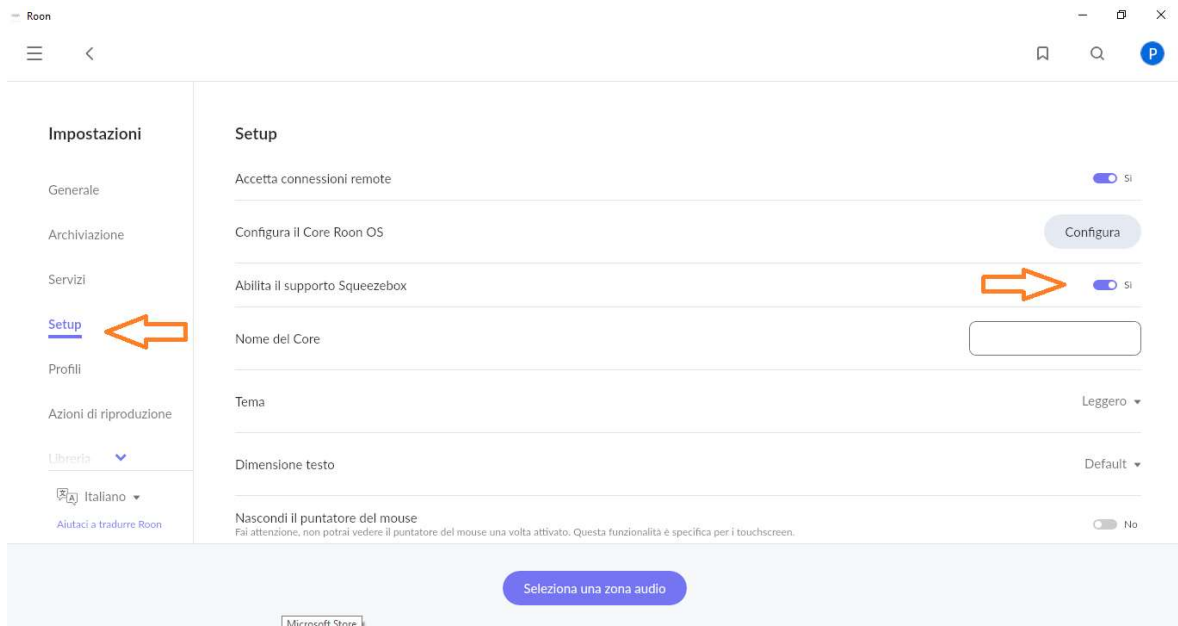 Roon
P
Impostazioni
Generale
Archiviazione
Servizi
Setup
Profili
Azioni di riproduzione
Libreria
Italiano
Aiutaci a tradurre Roon
Setup
Accetta connessioni remote
Sì
Configura il Core Roon OS
Configura
Abilita il supporto Squeezebox
Sì
Nome del Core
Tema
Leggero
Dimensione testo
Default
Nascondi il puntatore del mouse
No
Fai attenzione, non potrai vedere il puntatore del mouse una volta attivato. Questa funzionalità è specifica per i touchscreen.
Seleziona una zona audio
Microsoft Store